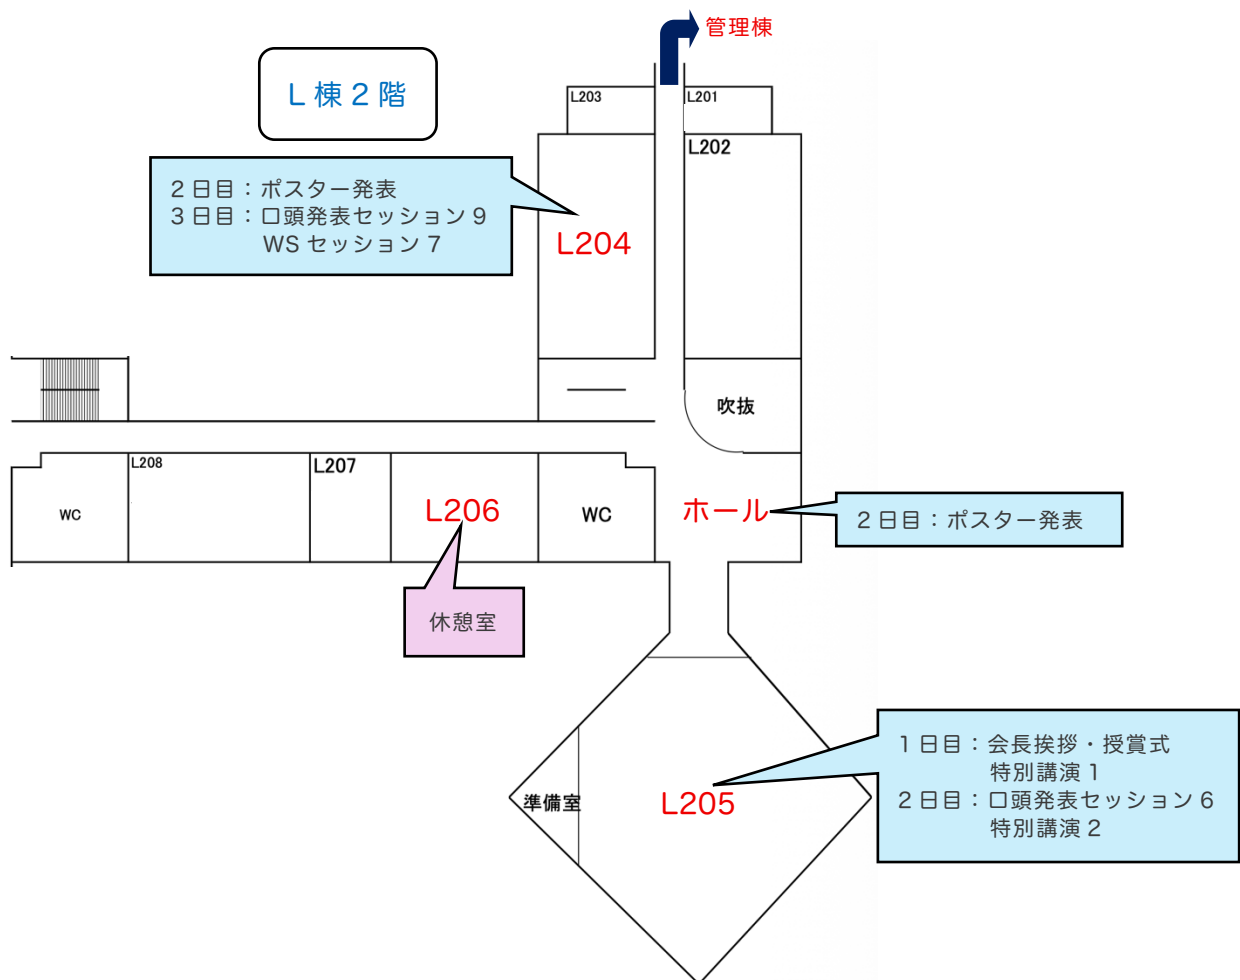 管理棟
L 棟 2 階
L203
L201
L202
2 日目：ポスター発表
3 日目：口頭発表セッション 9
WS セッション 7
L204
吹抜
L208
L207
WC
L206
WC
ホール
2 日目：ポスター発表
休憩室
1 日目：会長挨拶・授賞式
特別講演 1
2 日目：口頭発表セッション 6
特別講演 2
準備室
L205